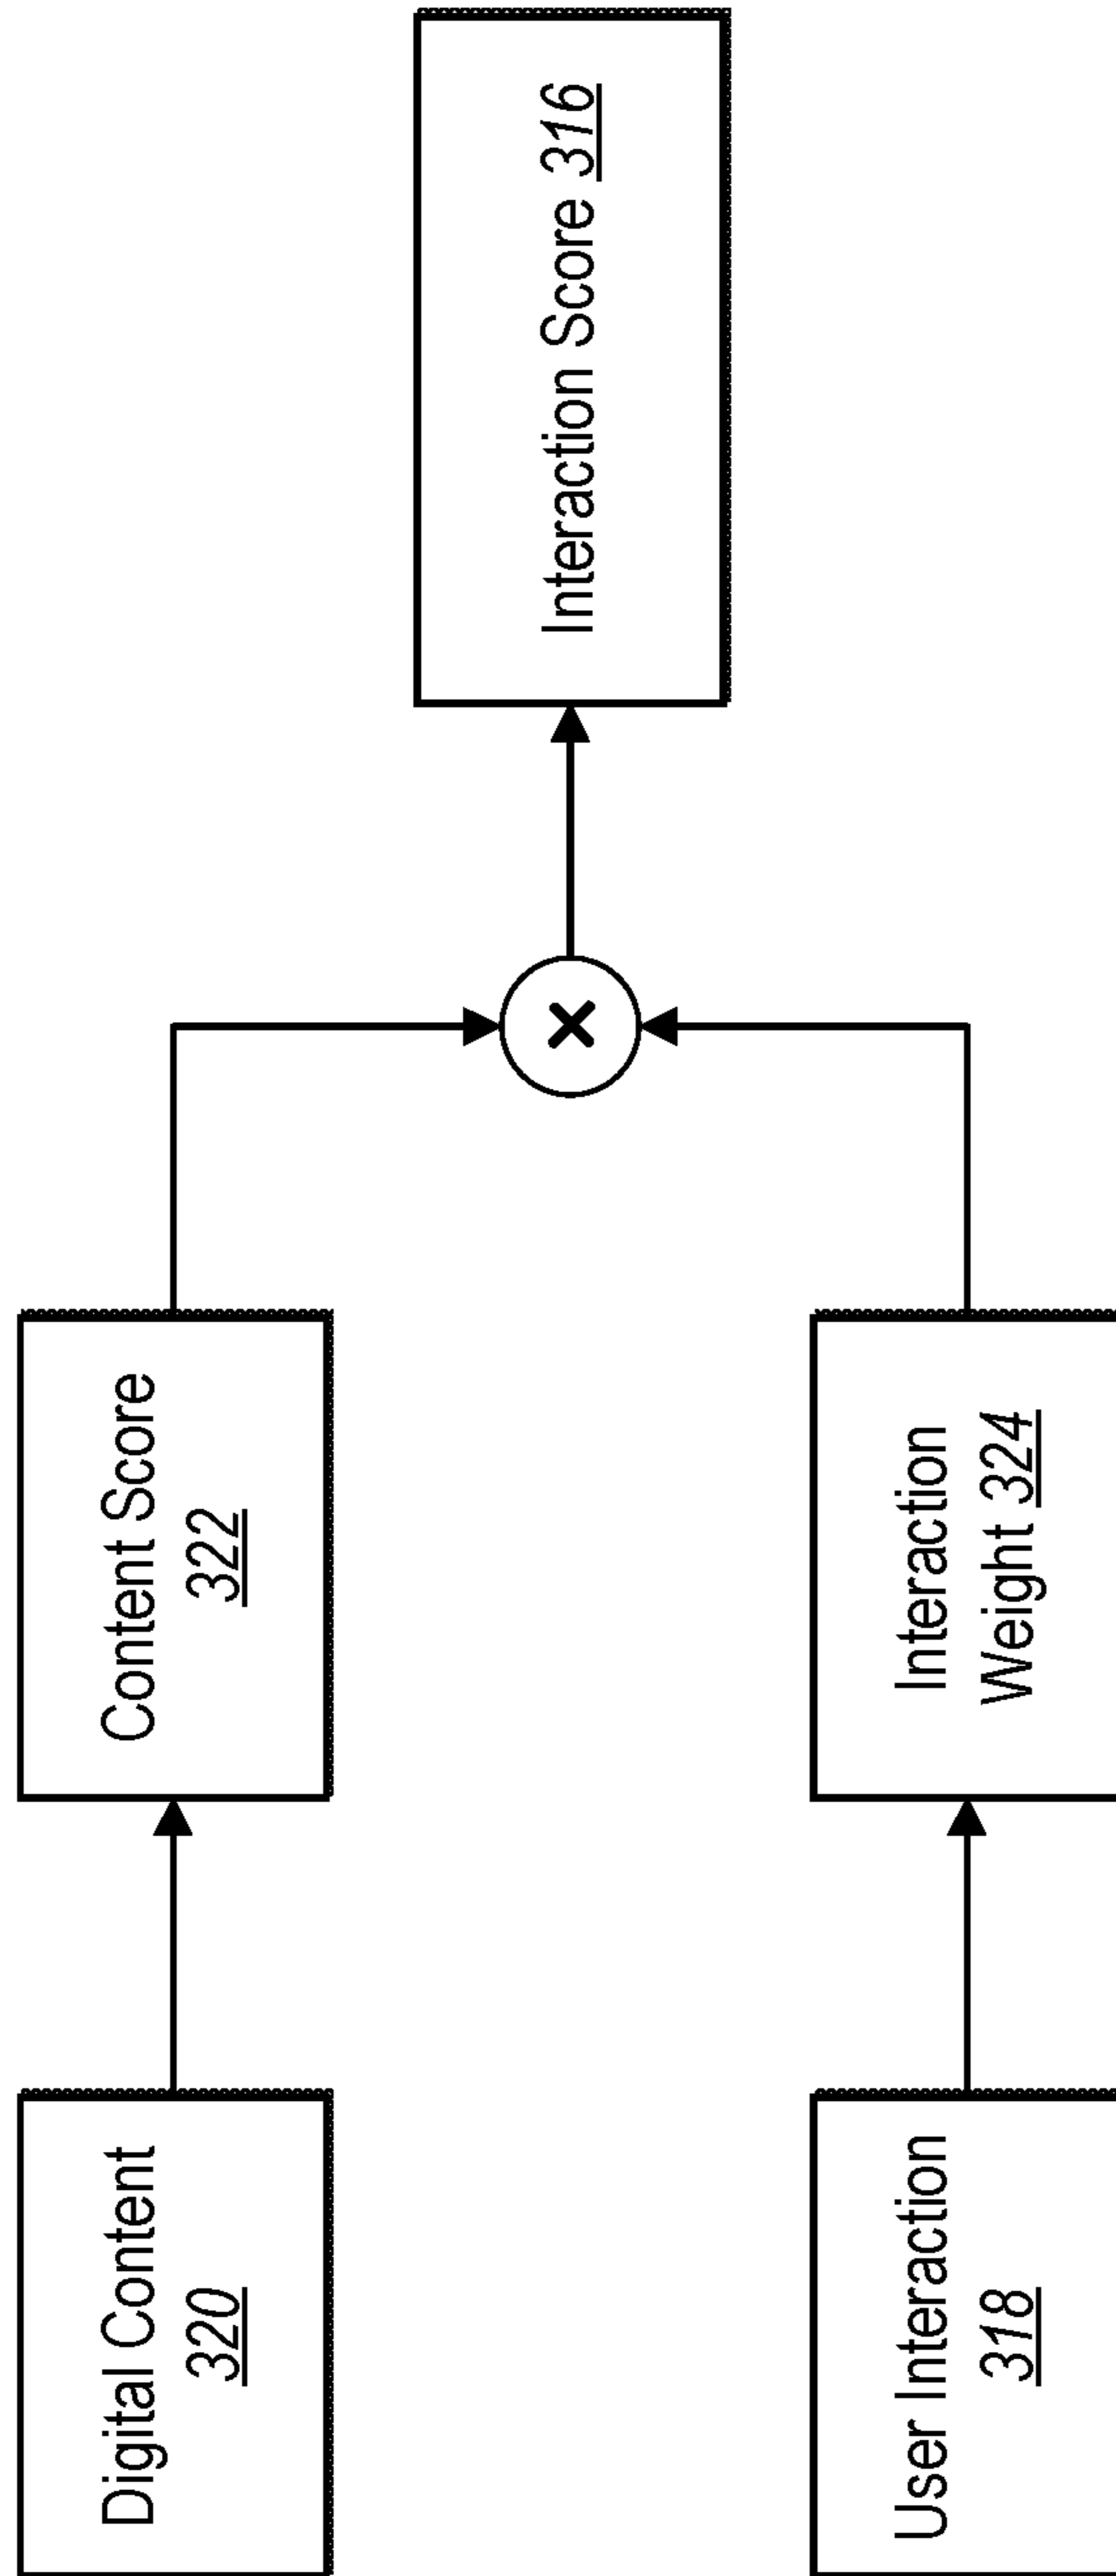 Digital Content
320
Content Score
322
User Interaction
318
Interaction
Weight 324
×
Interaction Score 316